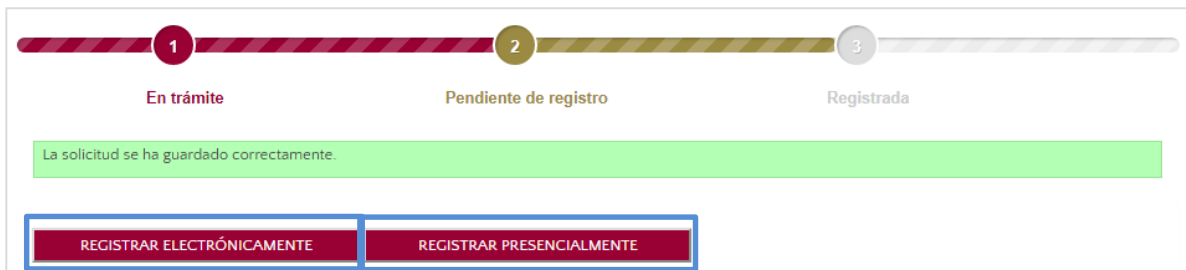 1 2 3
En trámite Pendiente de registro Registrada
La solicitud se ha guardado correctamente.
REGISTRAR ELECTRÓNICAMENTE REGISTRAR PRESENCIALMENTE